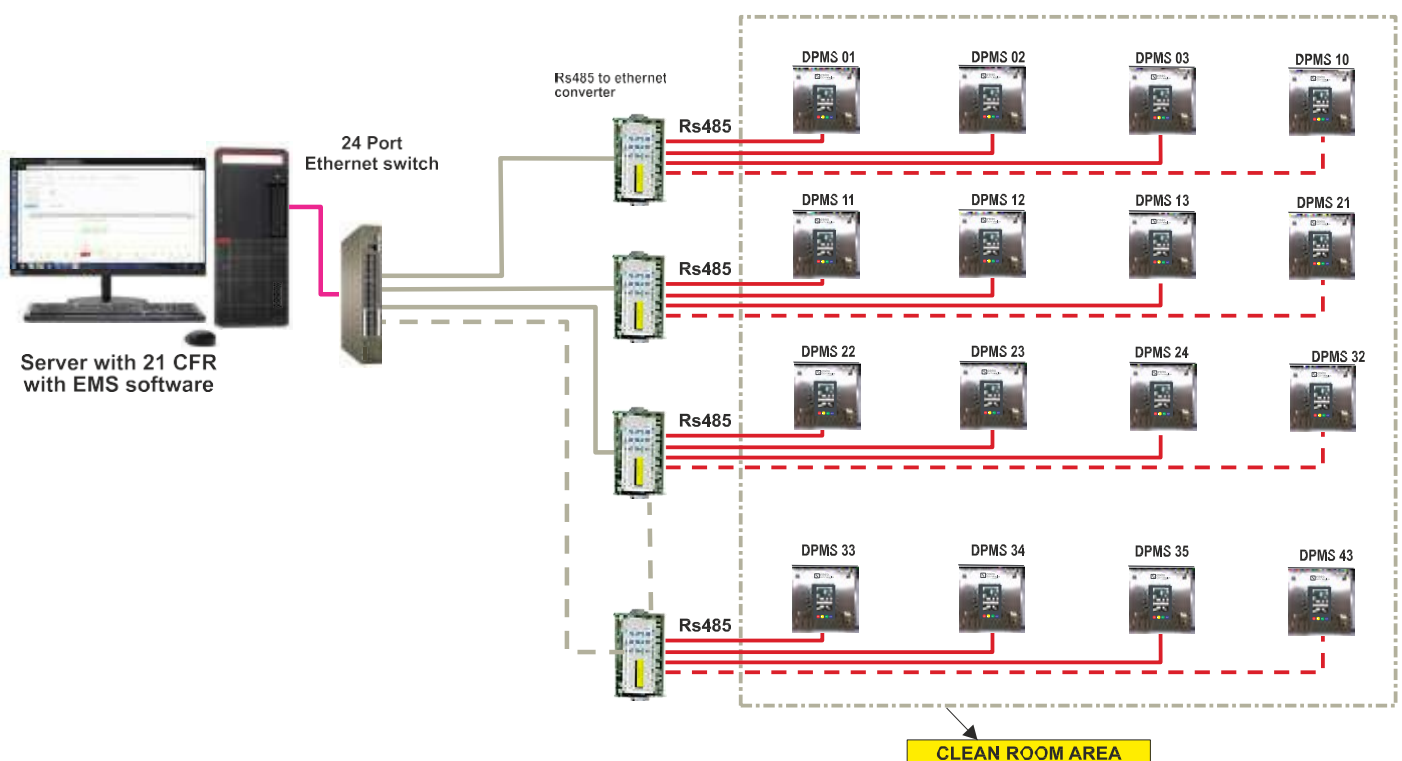 DPMS 01
DPMS 02
DPMS 03
DPMS 10
Rs485 to ethernet
converter
Rs485
24 Port
Ethernet switch
DPMS 11
DPMS 12
DPMS 13
DPMS 21
Rs485
Server with 21 CFR
with EMS software
DPMS 22
DPMS 23
DPMS 24
DPMS 32
Rs485
DPMS 33
DPMS 34
DPMS 35
DPMS 43
Rs485
CLEAN ROOM AREA